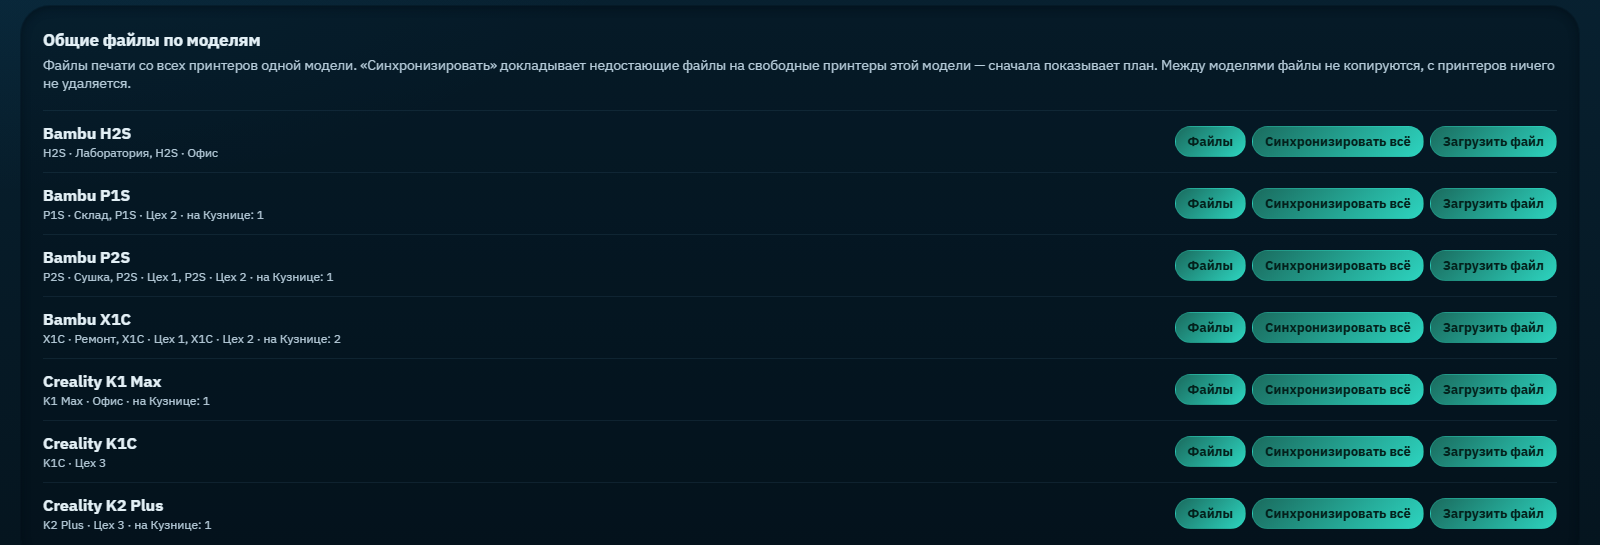 Общие файлы по моделям
Файлы печати со всех принтеров одной модели. «Синхронизировать» докладывает недостающие файлы на свободные принтеры этой модели — сначала показывает план. Между моделями файлы не копируются, с принтеров ничего
не удаляется.
Bambu H2S
H2S · Лаборатория, H2S · Офис
Файлы Синхронизировать всё Загрузить файл
Bambu P1S
P1S · Склад, P1S · Цех 2 · на Кузнице: 1
Файлы Синхронизировать всё Загрузить файл
Bambu P2S
P2S · Сушка, P2S · Цех 1, P2S · Цех 2 · на Кузнице: 1
Файлы Синхронизировать всё Загрузить файл
Bambu X1C
X1C · Ремонт, X1C · Цех 1, X1C · Цех 2 · на Кузнице: 2
Файлы Синхронизировать всё Загрузить файл
Creality K1 Max
K1 Max · Офис · на Кузнице: 1
Файлы Синхронизировать всё Загрузить файл
Creality K1C
K1C · Цех 3
Файлы Синхронизировать всё Загрузить файл
Creality K2 Plus
K2 Plus · Цех 3 · на Кузнице: 1
Файлы Синхронизировать всё Загрузить файл